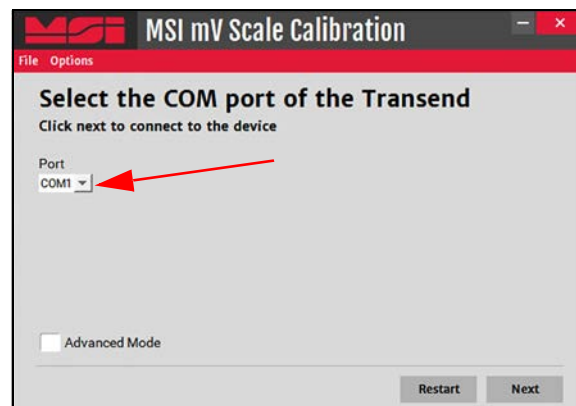 MSI MSI mV Scale Calibration
File Options
Select the COM port of the Transend
Click next to connect to the device
Port
COM1
Advanced Mode
Restart Next